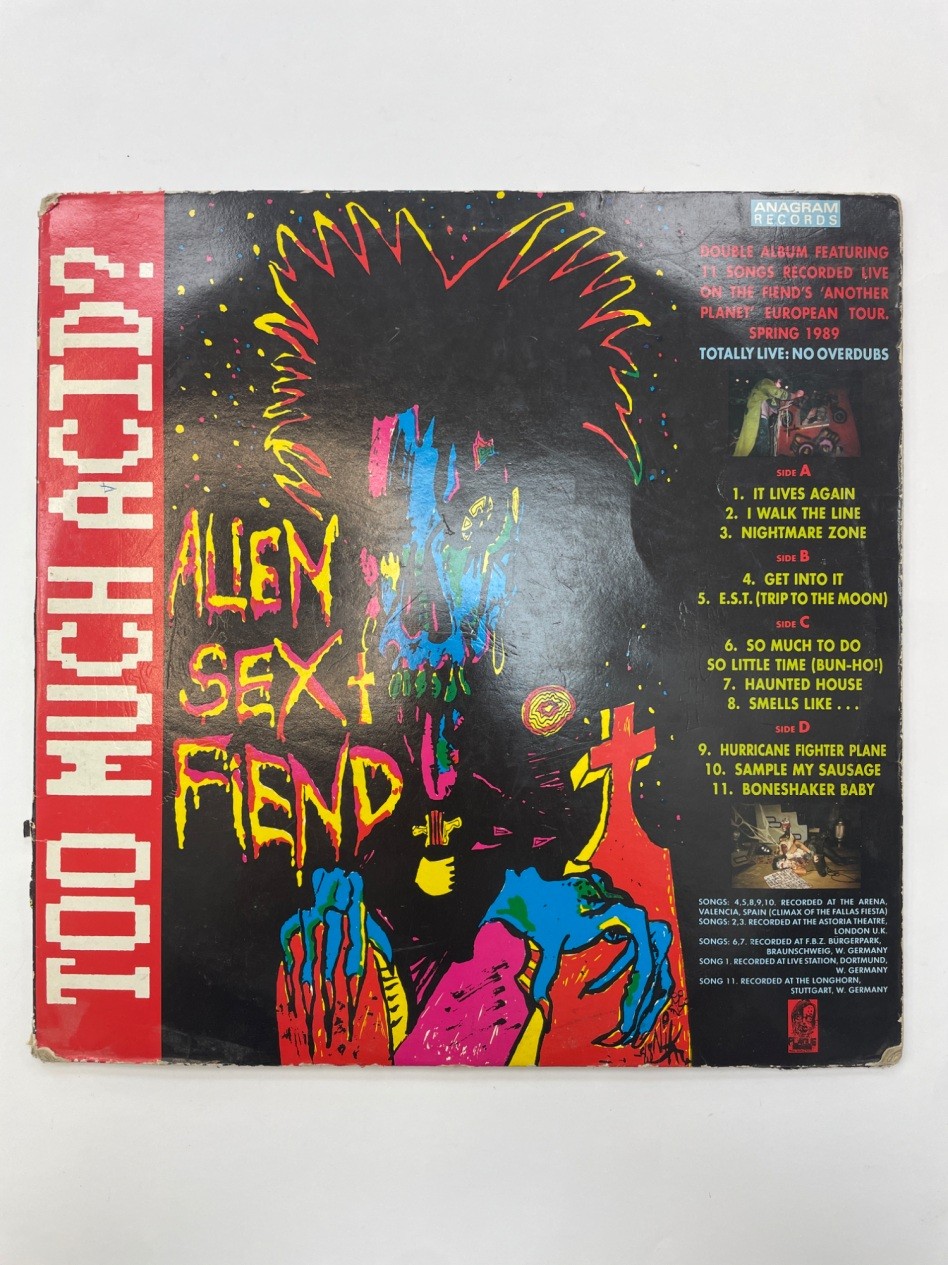 TOO MUCH ACID?
ALIEN
SEX
FIEND
ANAGRAM
RECORDS
DOUBLE ALBUM FEATURING
11 SONGS RECORDED LIVE
ON THE FIEND'S 'ANOTHER
PLANET' EUROPEAN TOUR.
SPRING 1989
TOTALLY LIVE: NO OVERDUBS
SIDE A
1. IT LIVES AGAIN
2. I WALK THE LINE
3. NIGHTMARE ZONE
SIDE B
4. GET INTO IT
5. E.S.T. (TRIP TO THE MOON)
SIDE C
6. SO MUCH TO DO
SO LITTLE TIME (BUN-HO!)
7. HAUNTED HOUSE
8. SMELLS LIKE . . .
SIDE D
9. HURRICANE FIGHTER PLANE
10. SAMPLE MY SAUSAGE
11. BONESHAKER BABY
SONGS: 4,5,8,9,10. RECORDED AT THE ARENA,
VALENCIA, SPAIN (CLIMAX OF THE FALLAS FIESTA)
SONGS: 2,3. RECORDED AT THE ASTORIA THEATRE,
LONDON U.K.
SONGS: 6,7. RECORDED AT F.B.Z. BÜRGERPARK,
BRAUNSCHWEIG, W. GERMANY
SONG 1. RECORDED AT LIVE STATION, DORTMUND,
W. GERMANY
SONG 11. RECORDED AT THE LONGHORN,
STUTTGART, W. GERMANY